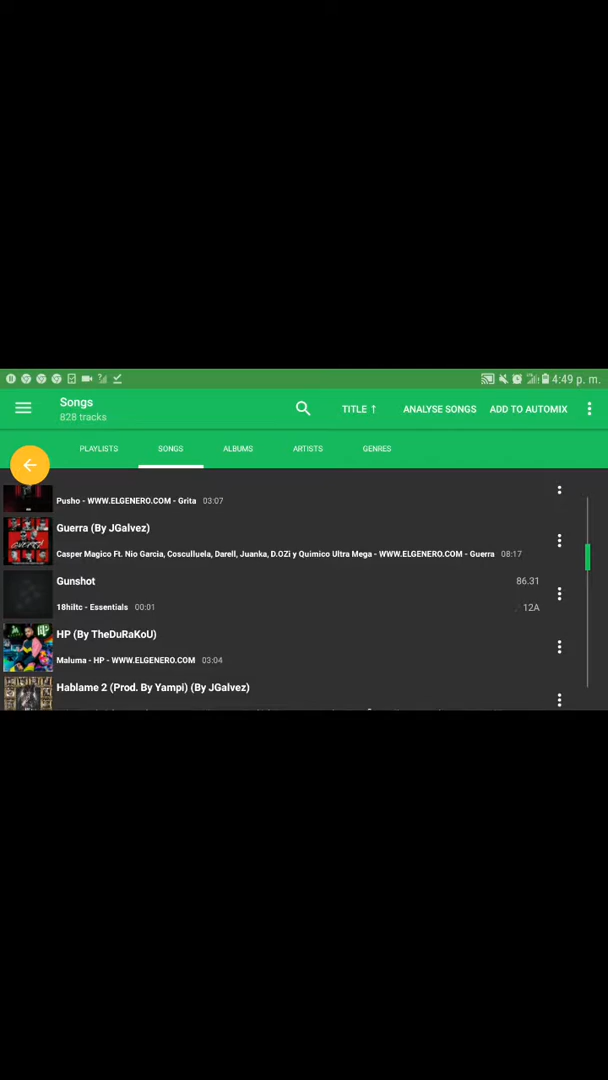 4:49 p. m.
Songs
828 tracks
TITLE ↑
ANALYSE SONGS
ADD TO AUTOMIX
PLAYLISTS
SONGS
ALBUMS
ARTISTS
GENRES
Pusho - WWW.ELGENERO.COM - Grita 03:07
Guerra (By JGalvez)
Casper Magico Ft. Nio Garcia, Cosculluela, Darell, Juanka, D.OZi y Quimico Ultra Mega - WWW.ELGENERO.COM - Guerra 08:17
Gunshot 86.31
18hiltc - Essentials 00:01 12A
HP (By TheDuRaKoU)
Maluma - HP - WWW.ELGENERO.COM 03:04
Hablame 2 (Prod. By Yampi) (By JGalvez)